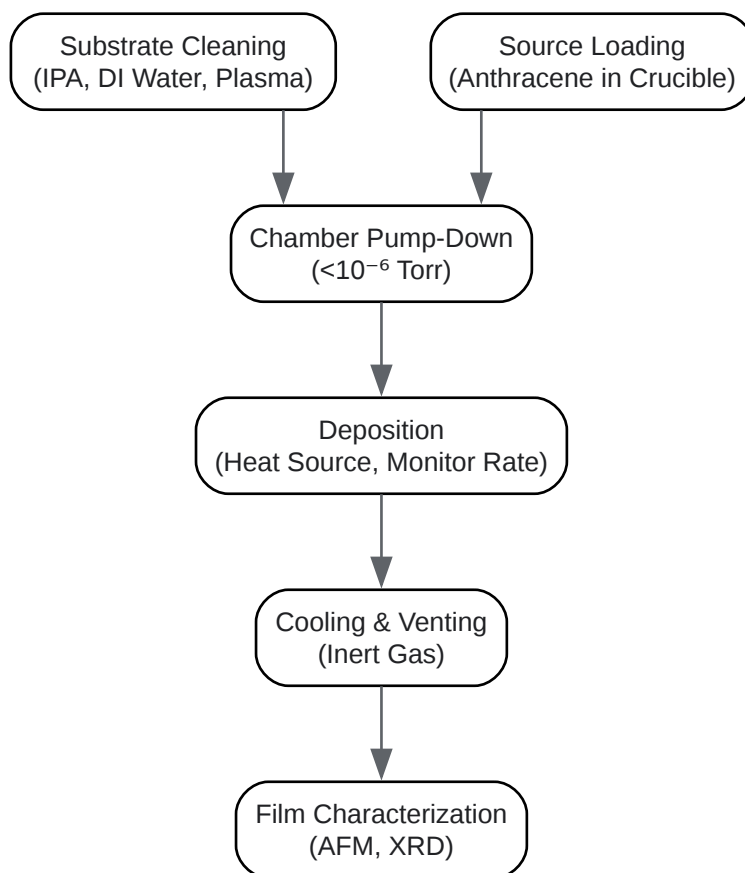 Substrate Cleaning
(IPA, DI Water, Plasma)
Source Loading
(Anthracene in Crucible)
Chamber Pump-Down
(<10⁻⁶ Torr)
Deposition
(Heat Source, Monitor Rate)
Cooling & Venting
(Inert Gas)
Film Characterization
(AFM, XRD)